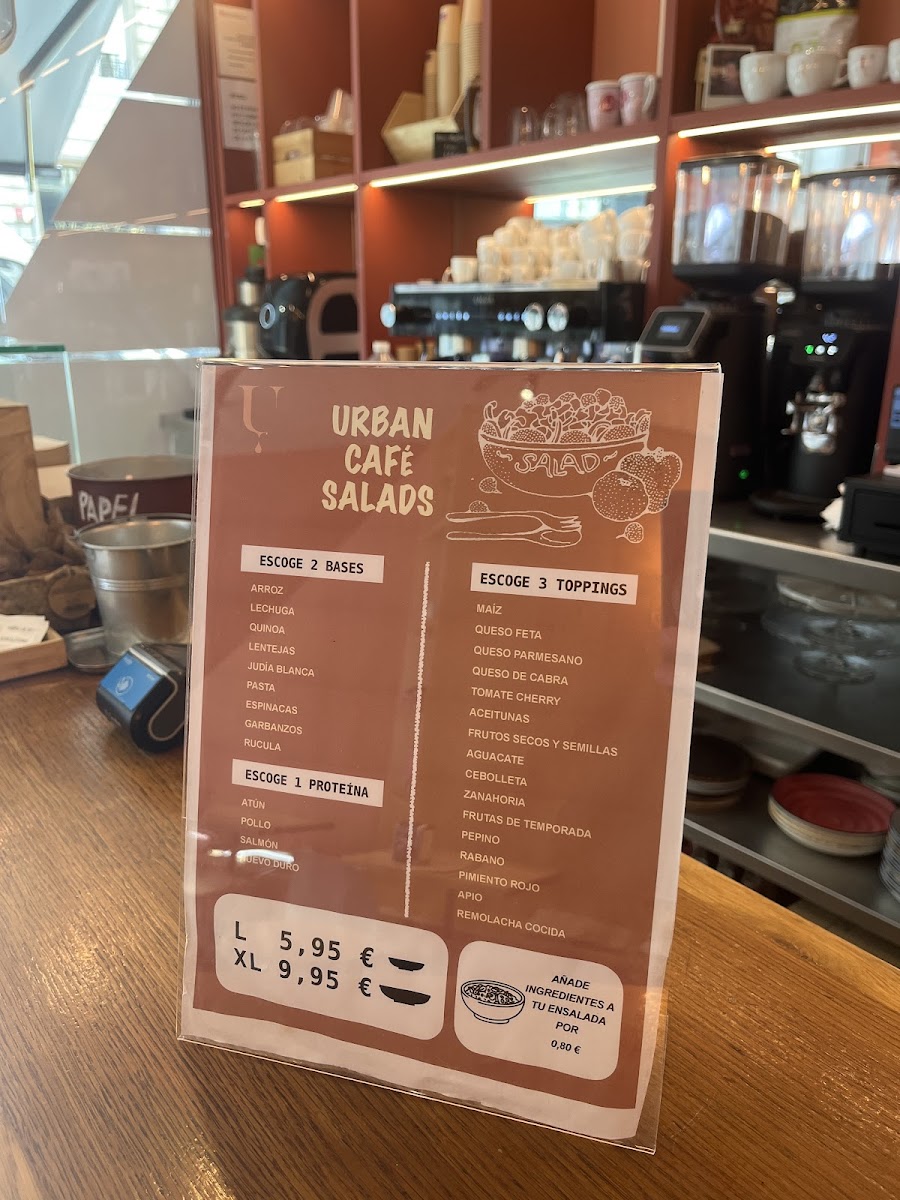 U
URBAN
CAFÉ
SALADS
SALAD
ESCOGE 2 BASES
ARROZ
LECHUGA
QUINOA
LENTEJAS
JUDÍA BLANCA
PASTA
ESPINACAS
GARBANZOS
RUCULA
ESCOGE 1 PROTEÍNA
ATÚN
POLLO
SALMÓN
HUEVO DURO
ESCOGE 3 TOPPINGS
MAÍZ
QUESO FETA
QUESO PARMESANO
QUESO DE CABRA
TOMATE CHERRY
ACEITUNAS
FRUTOS SECOS Y SEMILLAS
AGUACATE
CEBOLLETA
ZANAHORIA
FRUTAS DE TEMPORADA
PEPINO
RABANO
PIMIENTO ROJO
APIO
REMOLACHA COCIDA
L 5,95 €
XL 9,95 €
AÑADE
INGREDIENTES A
TU ENSALADA
POR
0,80 €
PAPEL